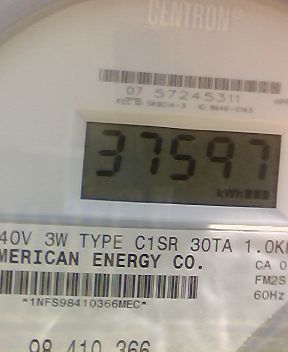 CENTRON®
07 57245311
37597
kWh
40V 3W TYPE C1SR 30TA 1.0K
MERICAN ENERGY CO.
CA 0
FM2S
60Hz
*1NFS98410366MEC*
98 410 366